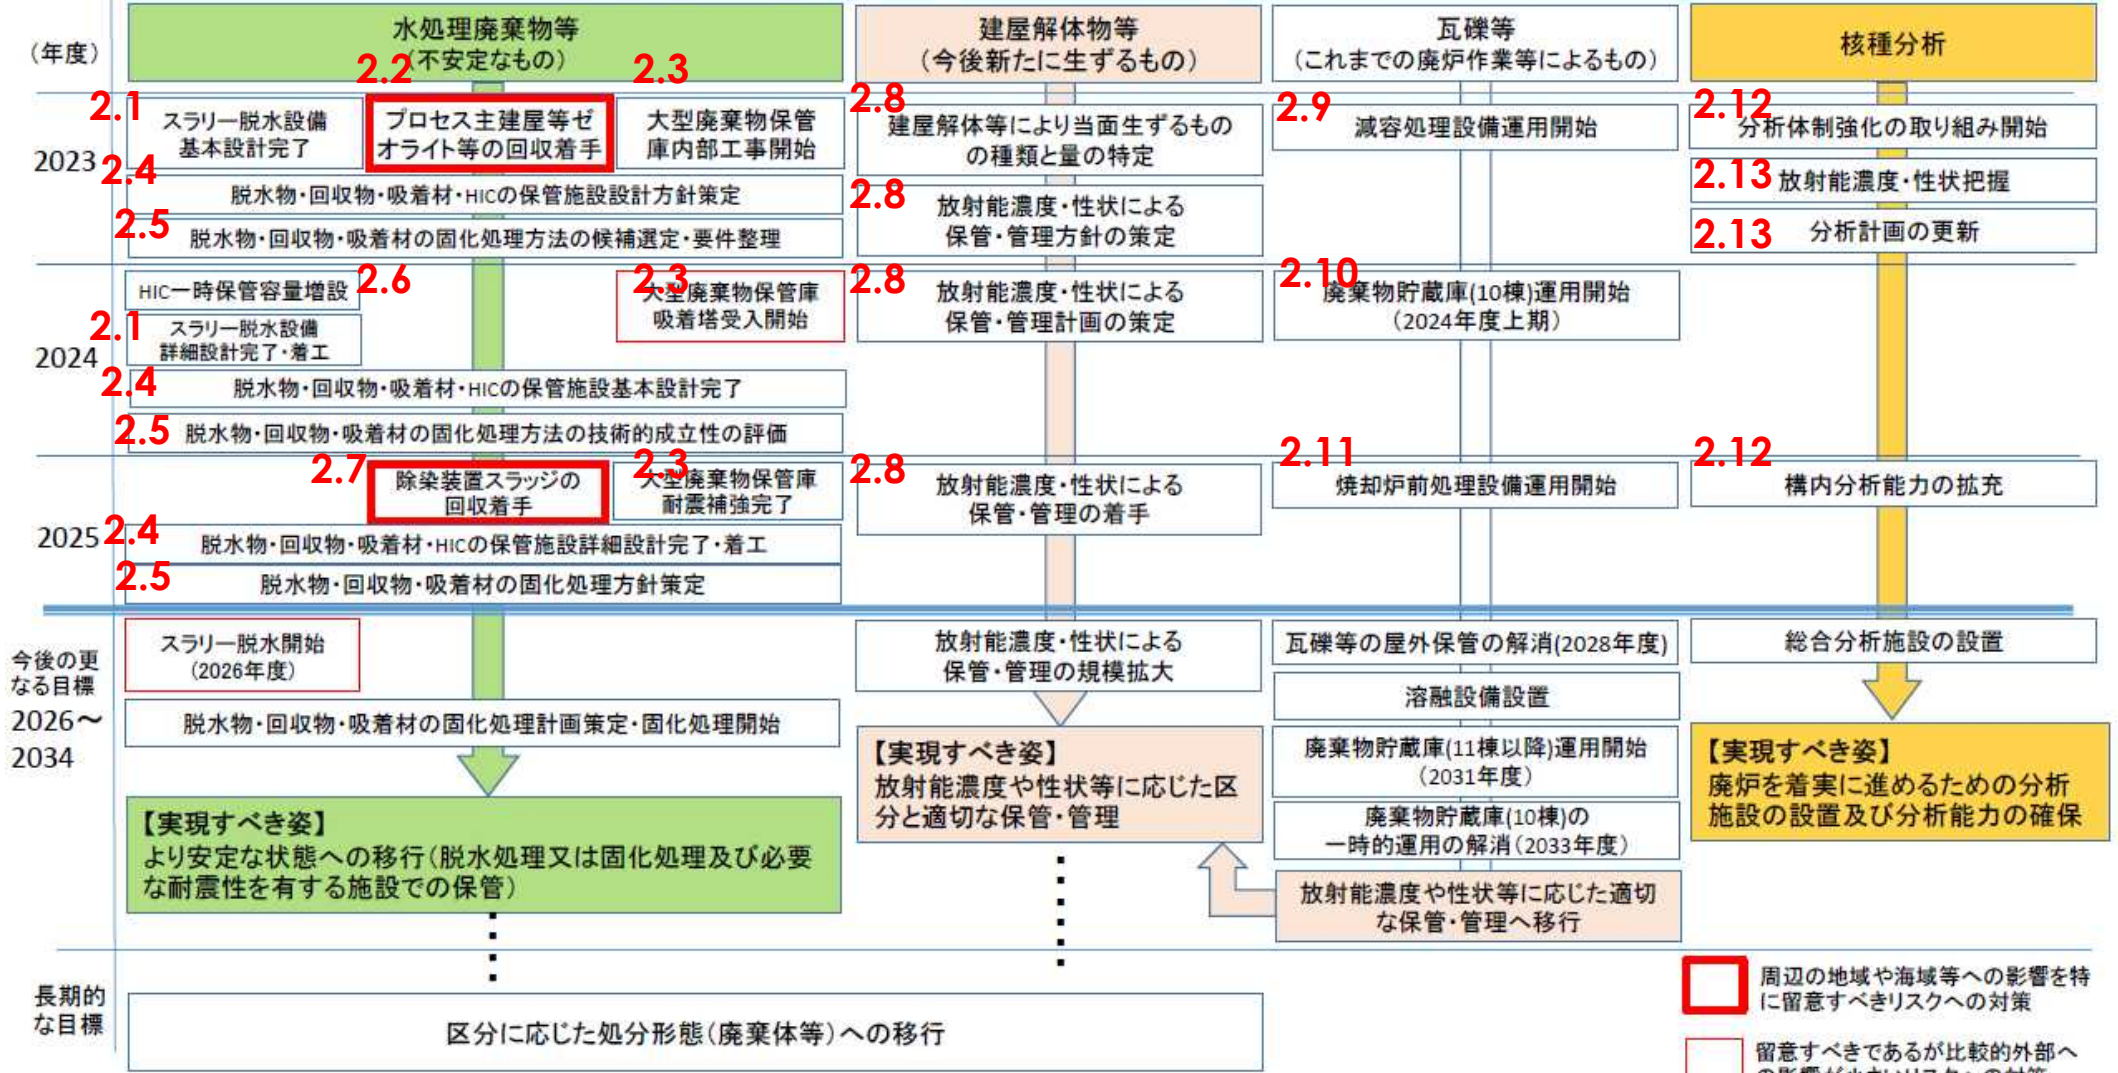 (年度)
水処理廃棄物等
(不安定なもの)
建屋解体物等
(今後新たに生ずるもの)
瓦礫等
(これまでの廃炉作業等によるもの)
核種分析
2023
2.1
スラリー脱水設備
基本設計完了
2.2
プロセス主建屋等ゼ
オライト等の回収着手
2.3
大型廃棄物保管
庫内部工事開始
2.4
脱水物・回収物・吸着材・HICの保管施設設計方針策定
2.5
脱水物・回収物・吸着材の固化処理方法の候補選定・要件整理
2.8
建屋解体等により当面生ずるもの
の種類と量の特定
2.8
放射能濃度・性状による
保管・管理方針の策定
2.9
減容処理設備運用開始
2.12
分析体制強化の取り組み開始
2.13
放射能濃度・性状把握
2.13
分析計画の更新
2024
HIC一時保管容量増設
2.6
2.1
スラリー脱水設備
詳細設計完了・着工
2.3
大型廃棄物保管庫
吸着塔受入開始
2.4
脱水物・回収物・吸着材・HICの保管施設基本設計完了
2.5
脱水物・回収物・吸着材の固化処理方法の技術的成立性の評価
2.8
放射能濃度・性状による
保管・管理計画の策定
2.10
廃棄物貯蔵庫(10棟)運用開始
(2024年度上期)
2025
2.7
除染装置スラッジの
回収着手
2.3
大型廃棄物保管庫
耐震補強完了
2.4
脱水物・回収物・吸着材・HICの保管施設詳細設計完了・着工
2.5
脱水物・回収物・吸着材の固化処理方針策定
2.8
放射能濃度・性状による
保管・管理の着手
2.11
焼却炉前処理設備運用開始
2.12
構内分析能力の拡充
今後の更
なる目標
2026～
2034
スラリー脱水開始
(2026年度)
脱水物・回収物・吸着材の固化処理計画策定・固化処理開始
【実現すべき姿】
より安定な状態への移行(脱水処理又は固化処理及び必要
な耐震性を有する施設での保管)
放射能濃度・性状による
保管・管理の規模拡大
【実現すべき姿】
放射能濃度や性状等に応じた区
分と適切な保管・管理
瓦礫等の屋外保管の解消(2028年度)
溶融設備設置
廃棄物貯蔵庫(11棟以降)運用開始
(2031年度)
廃棄物貯蔵庫(10棟)の
一時的運用の解消(2033年度)
放射能濃度や性状等に応じた適切
な保管・管理へ移行
総合分析施設の設置
【実現すべき姿】
廃炉を着実に進めるための分析
施設の設置及び分析能力の確保
長期的
な目標
区分に応じた処分形態(廃棄体等)への移行
周辺の地域や海域等への影響を特
に留意すべきリスクへの対策
留意すべきであるが比較的外部へ